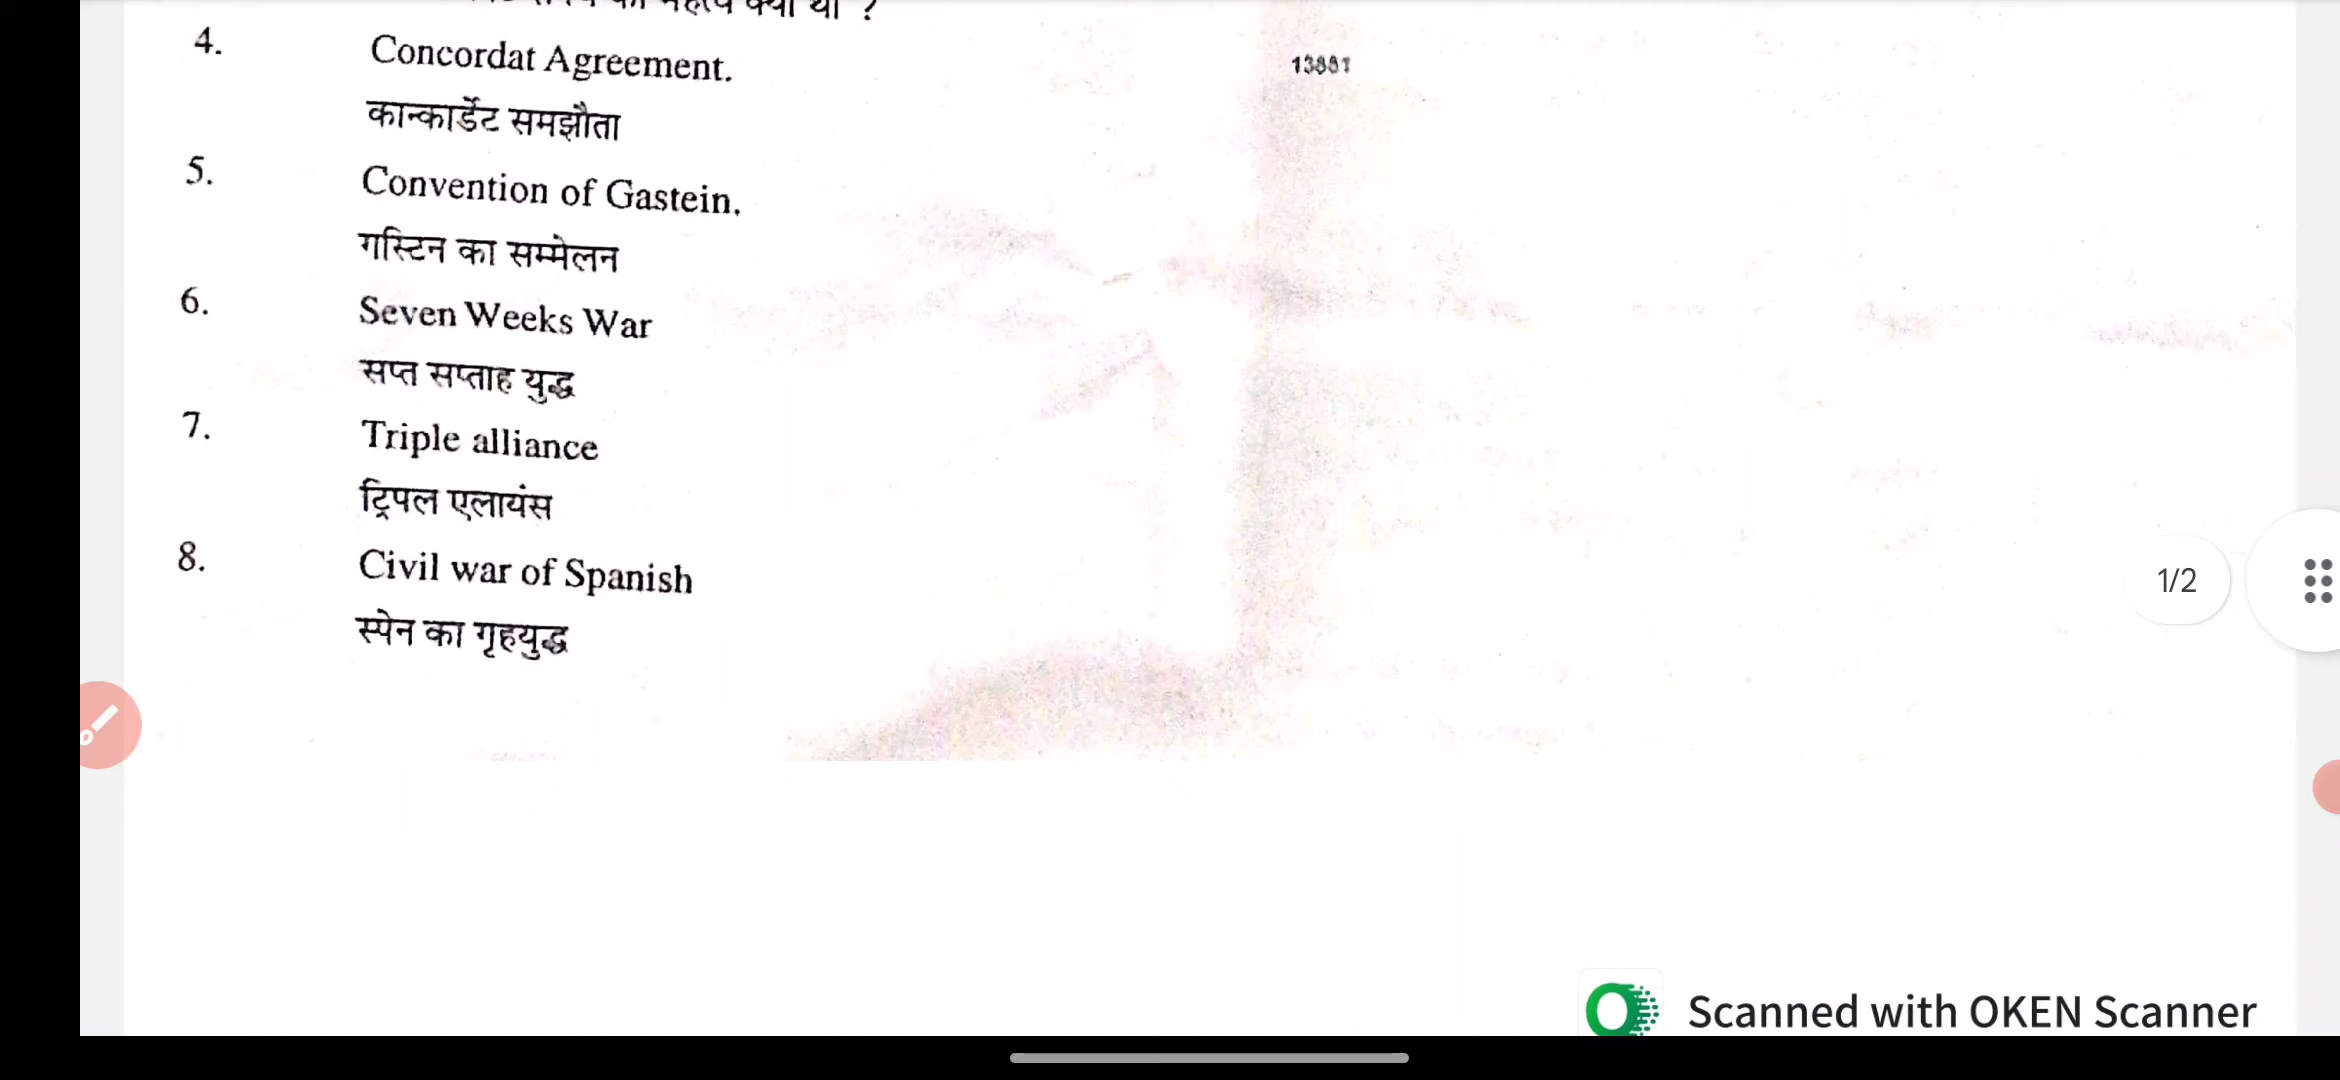 महत्व क्या था ?
4. Concordat Agreement.
कान्कार्डेट समझौता
5. Convention of Gastein.
गस्टिन का सम्मेलन
6. Seven Weeks War
सप्त सप्ताह युद्ध
7. Triple alliance
ट्रिपल एलायंस
8. Civil war of Spanish
स्पेन का गृहयुद्ध
1/2
Scanned with OKEN Scanner